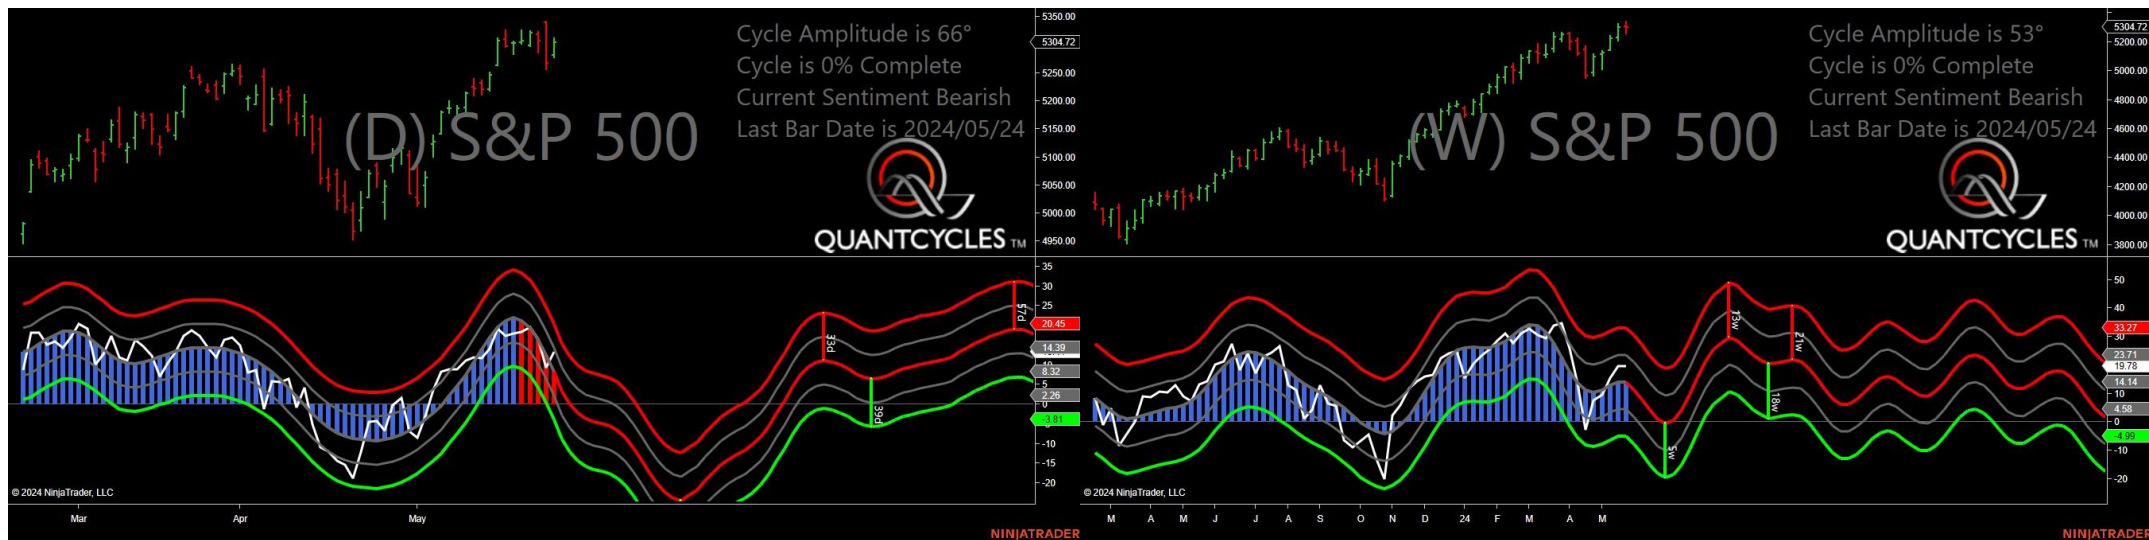 (D) S&P 500
Cycle Amplitude is 66°
Cycle is 0% Complete
Current Sentiment Bearish
Last Bar Date is 2024/05/24
QUANTCYCLES TM
5350.00
5304.72
5250.00
5200.00
5150.00
5100.00
5050.00
5000.00
4950.00
35
30
25
20.45
14.39
10
8.32
5
2.26
0
-3.81
-10
-15
-20
33d
39d
57d
© 2024 NinjaTrader, LLC
Mar Apr May
NINJATRADER
(W) S&P 500
Cycle Amplitude is 53°
Cycle is 0% Complete
Current Sentiment Bearish
Last Bar Date is 2024/05/24
QUANTCYCLES TM
5304.72
5200.00
5000.00
4800.00
4600.00
4400.00
4200.00
4000.00
3800.00
50
40
33.27
30
23.71
19.78
14.14
10
4.58
0
-4.99
-10
-20
5w
13w
18w
21w
© 2024 NinjaTrader, LLC
M A M J J A S O N D 24 F M A M
NINJATRADER